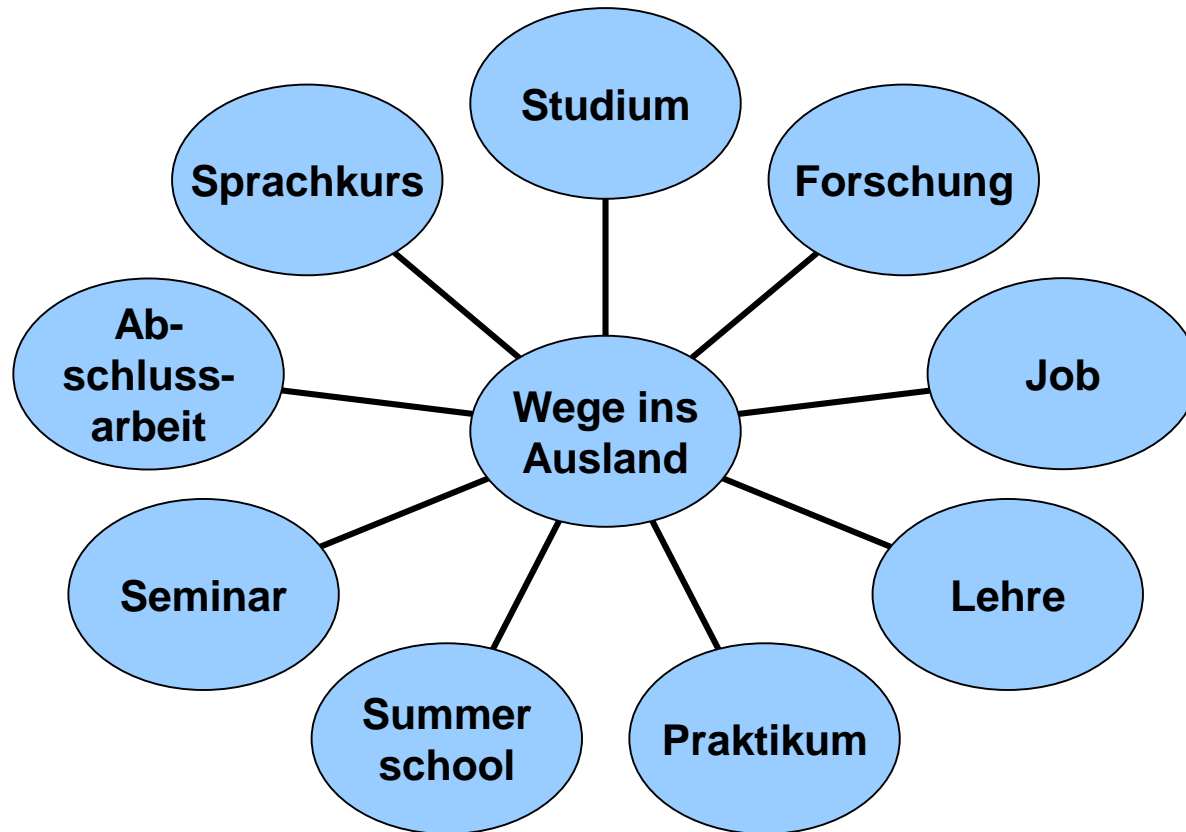 Studium
Sprachkurs
Forschung
Ab-
schluss-
arbeit
Job
Wege ins
Ausland
Seminar
Lehre
Summer
school
Praktikum